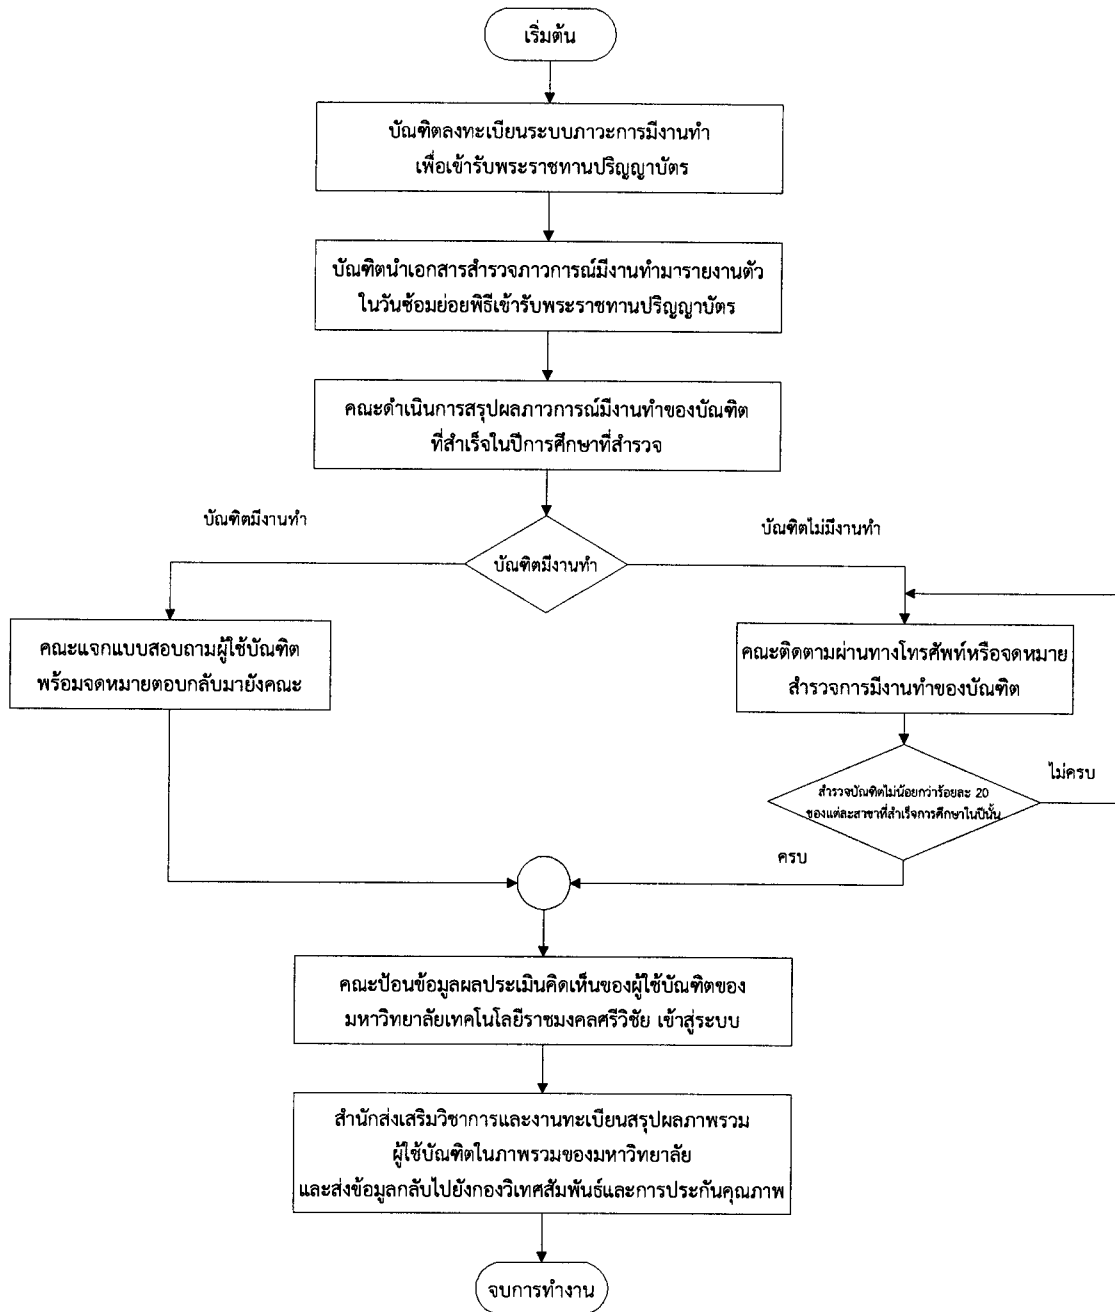 เริ่มต้น
บัณฑิตลงทะเบียนระบบภาวะการมีงานทำ
เพื่อเข้ารับพระราชทานปริญญาบัตร
บัณฑิตนำเอกสารสำรวจภาวการณ์มีงานทำมารายงานตัว
ในวันซ้อมย่อยพิธีเข้ารับพระราชทานปริญญาบัตร
คณะดำเนินการสรุปผลภาวการณ์มีงานทำของบัณฑิต
ที่สำเร็จในปีการศึกษาที่สำรวจ
บัณฑิตมีงานทำ
บัณฑิตไม่มีงานทำ
บัณฑิตมีงานทำ
คณะแจกแบบสอบถามผู้ใช้บัณฑิต
พร้อมจดหมายตอบกลับมายังคณะ
คณะติดตามผ่านทางโทรศัพท์หรือจดหมาย
สำรวจการมีงานทำของบัณฑิต
ไม่ครบ
สำรวจบัณฑิตไม่น้อยกว่าร้อยละ 20
ของแต่ละสาขาที่สำเร็จการศึกษาในปีนั้น
ครบ
คณะป้อนข้อมูลผลประเมินคิดเห็นของผู้ใช้บัณฑิตของ
มหาวิทยาลัยเทคโนโลยีราชมงคลศรีวิชัย เข้าสู่ระบบ
สำนักส่งเสริมวิชาการและงานทะเบียนสรุปผลภาพรวม
ผู้ใช้บัณฑิตในภาพรวมของมหาวิทยาลัย
และส่งข้อมูลกลับไปยังกองวิเทศสัมพันธ์และการประกันคุณภาพ
จบการทำงาน